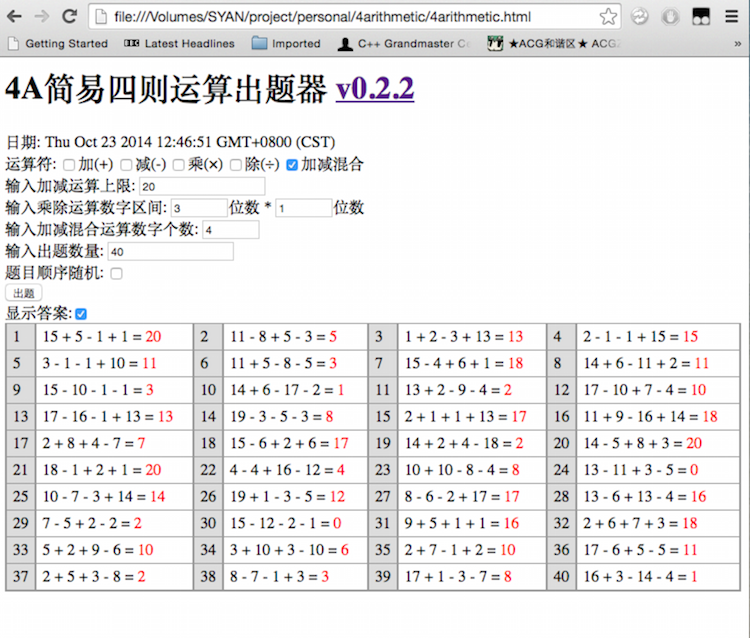 file:///Volumes/SYAN/project/personal/4arithmetic/4arithmetic.html
Getting Started Latest Headlines Imported C++ Grandmaster Ce ★ACG和谐区★ ACG »
4A简易四则运算出题器 v0.2.2
日期: Thu Oct 23 2014 12:46:51 GMT+0800 (CST)
运算符: 加(+) 减(-) 乘(×) 除(÷) 加减混合
输入加减运算上限: 20
输入乘除运算数字区间: 3 位数 * 1 位数
输入加减混合运算数字个数: 4
输入出题数量: 40
题目顺序随机:
出题
显示答案:
1 15 + 5 - 1 + 1 = 20 2 11 - 8 + 5 - 3 = 5 3 1 + 2 - 3 + 13 = 13 4 2 - 1 - 1 + 15 = 15
5 3 - 1 - 1 + 10 = 11 6 11 + 5 - 8 - 5 = 3 7 15 - 4 + 6 + 1 = 18 8 14 + 6 - 11 + 2 = 11
9 15 - 10 - 1 - 1 = 3 10 14 + 6 - 17 - 2 = 1 11 13 + 2 - 9 - 4 = 2 12 17 - 10 + 7 - 4 = 10
13 17 - 16 - 1 + 13 = 13 14 19 - 3 - 5 - 3 = 8 15 2 + 1 + 1 + 13 = 17 16 11 + 9 - 16 + 14 = 18
17 2 + 8 + 4 - 7 = 7 18 15 - 6 + 2 + 6 = 17 19 14 + 2 + 4 - 18 = 2 20 14 - 5 + 8 + 3 = 20
21 18 - 1 + 2 + 1 = 20 22 4 - 4 + 16 - 12 = 4 23 10 + 10 - 8 - 4 = 8 24 13 - 11 + 3 - 5 = 0
25 10 - 7 - 3 + 14 = 14 26 19 + 1 - 3 - 5 = 12 27 8 - 6 - 2 + 17 = 17 28 13 - 6 + 13 - 4 = 16
29 7 - 5 + 2 - 2 = 2 30 15 - 12 - 2 - 1 = 0 31 9 + 5 + 1 + 1 = 16 32 2 + 6 + 7 + 3 = 18
33 5 + 2 + 9 - 6 = 10 34 3 + 10 + 3 - 10 = 6 35 2 + 7 - 1 + 2 = 10 36 17 - 6 + 5 - 5 = 11
37 2 + 5 + 3 - 8 = 2 38 8 - 7 - 1 + 3 = 3 39 17 + 1 - 3 - 7 = 8 40 16 + 3 - 14 - 4 = 1